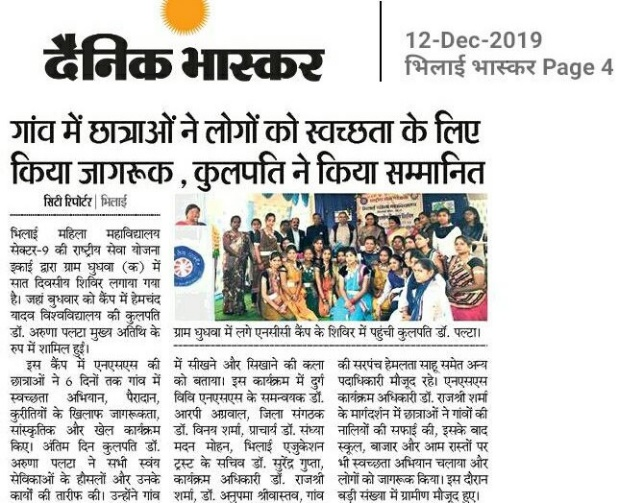 दैनिक भास्कर
12-Dec-2019
भिलाई भास्कर Page 4
गांव में छात्राओं ने लोगों को स्वच्छता के लिए
किया जागरूक , कुलपति ने किया सम्मानित
सिटी रिपोर्टर | भिलाई
भिलाई महिला महाविद्यालय
सेक्टर-9 की राष्ट्रीय सेवा योजना
इकाई द्वारा ग्राम घुघवा (क) में
सात दिवसीय शिविर लगाया गया
है। जहां बुधवार को कैंप में हेमचंद
यादव विश्वविद्यालय की कुलपति
डॉ. अरुणा पलटा मुख्य अतिथि के
रुप में शामिल हुईं।
इस कैंप में एनएसएस की
छात्राओं ने 6 दिनों तक गांव में
स्वच्छता अभियान, पैरादान,
कुरीतियों के खिलाफ जागरूकता,
सांस्कृतिक और खेल कार्यक्रम
किए। अंतिम दिन कुलपति डॉ.
अरुणा पलटा ने सभी स्वंय
सेविकाओं के हौसलों और उनके
कार्यों की तारीफ की। उन्होंने गांव
ग्राम घुघवा में लगे एनसीसी कैंप के शिविर में पहुंची कुलपति डॉ. पल्टा।
में सीखने और सिखाने की कला
को बताया। इस कार्यक्रम में दुर्ग
विवि एनएसएस के समन्वयक डॉ.
आरपी अग्रवाल, जिला संगठक
डॉ. विनय शर्मा, प्राचार्य डॉ. संध्या
मदन मोहन, भिलाई एजुकेशन
ट्रस्ट के सचिव डॉ. सुरेंद्र गुप्ता,
कार्यक्रम अधिकारी डॉ. राजश्री
शर्मा, डॉ. अनुपमा श्रीवास्तव, गांव
की सरपंच हेमलता साहू समेत अन्य
पदाधिकारी मौजूद रहे। एनएसएस
कार्यक्रम अधिकारी डॉ. राजश्री शर्मा
के मार्गदर्शन में छात्राओं ने गांवों की
नालियों की सफाई की, इसके बाद
स्कूल, बाजार और आम रास्तों पर
भी स्वच्छता अभियान चलाया और
लोगों को जागरूक किया। इस दौरान
बड़ी संख्या में ग्रामीण मौजूद हुए।